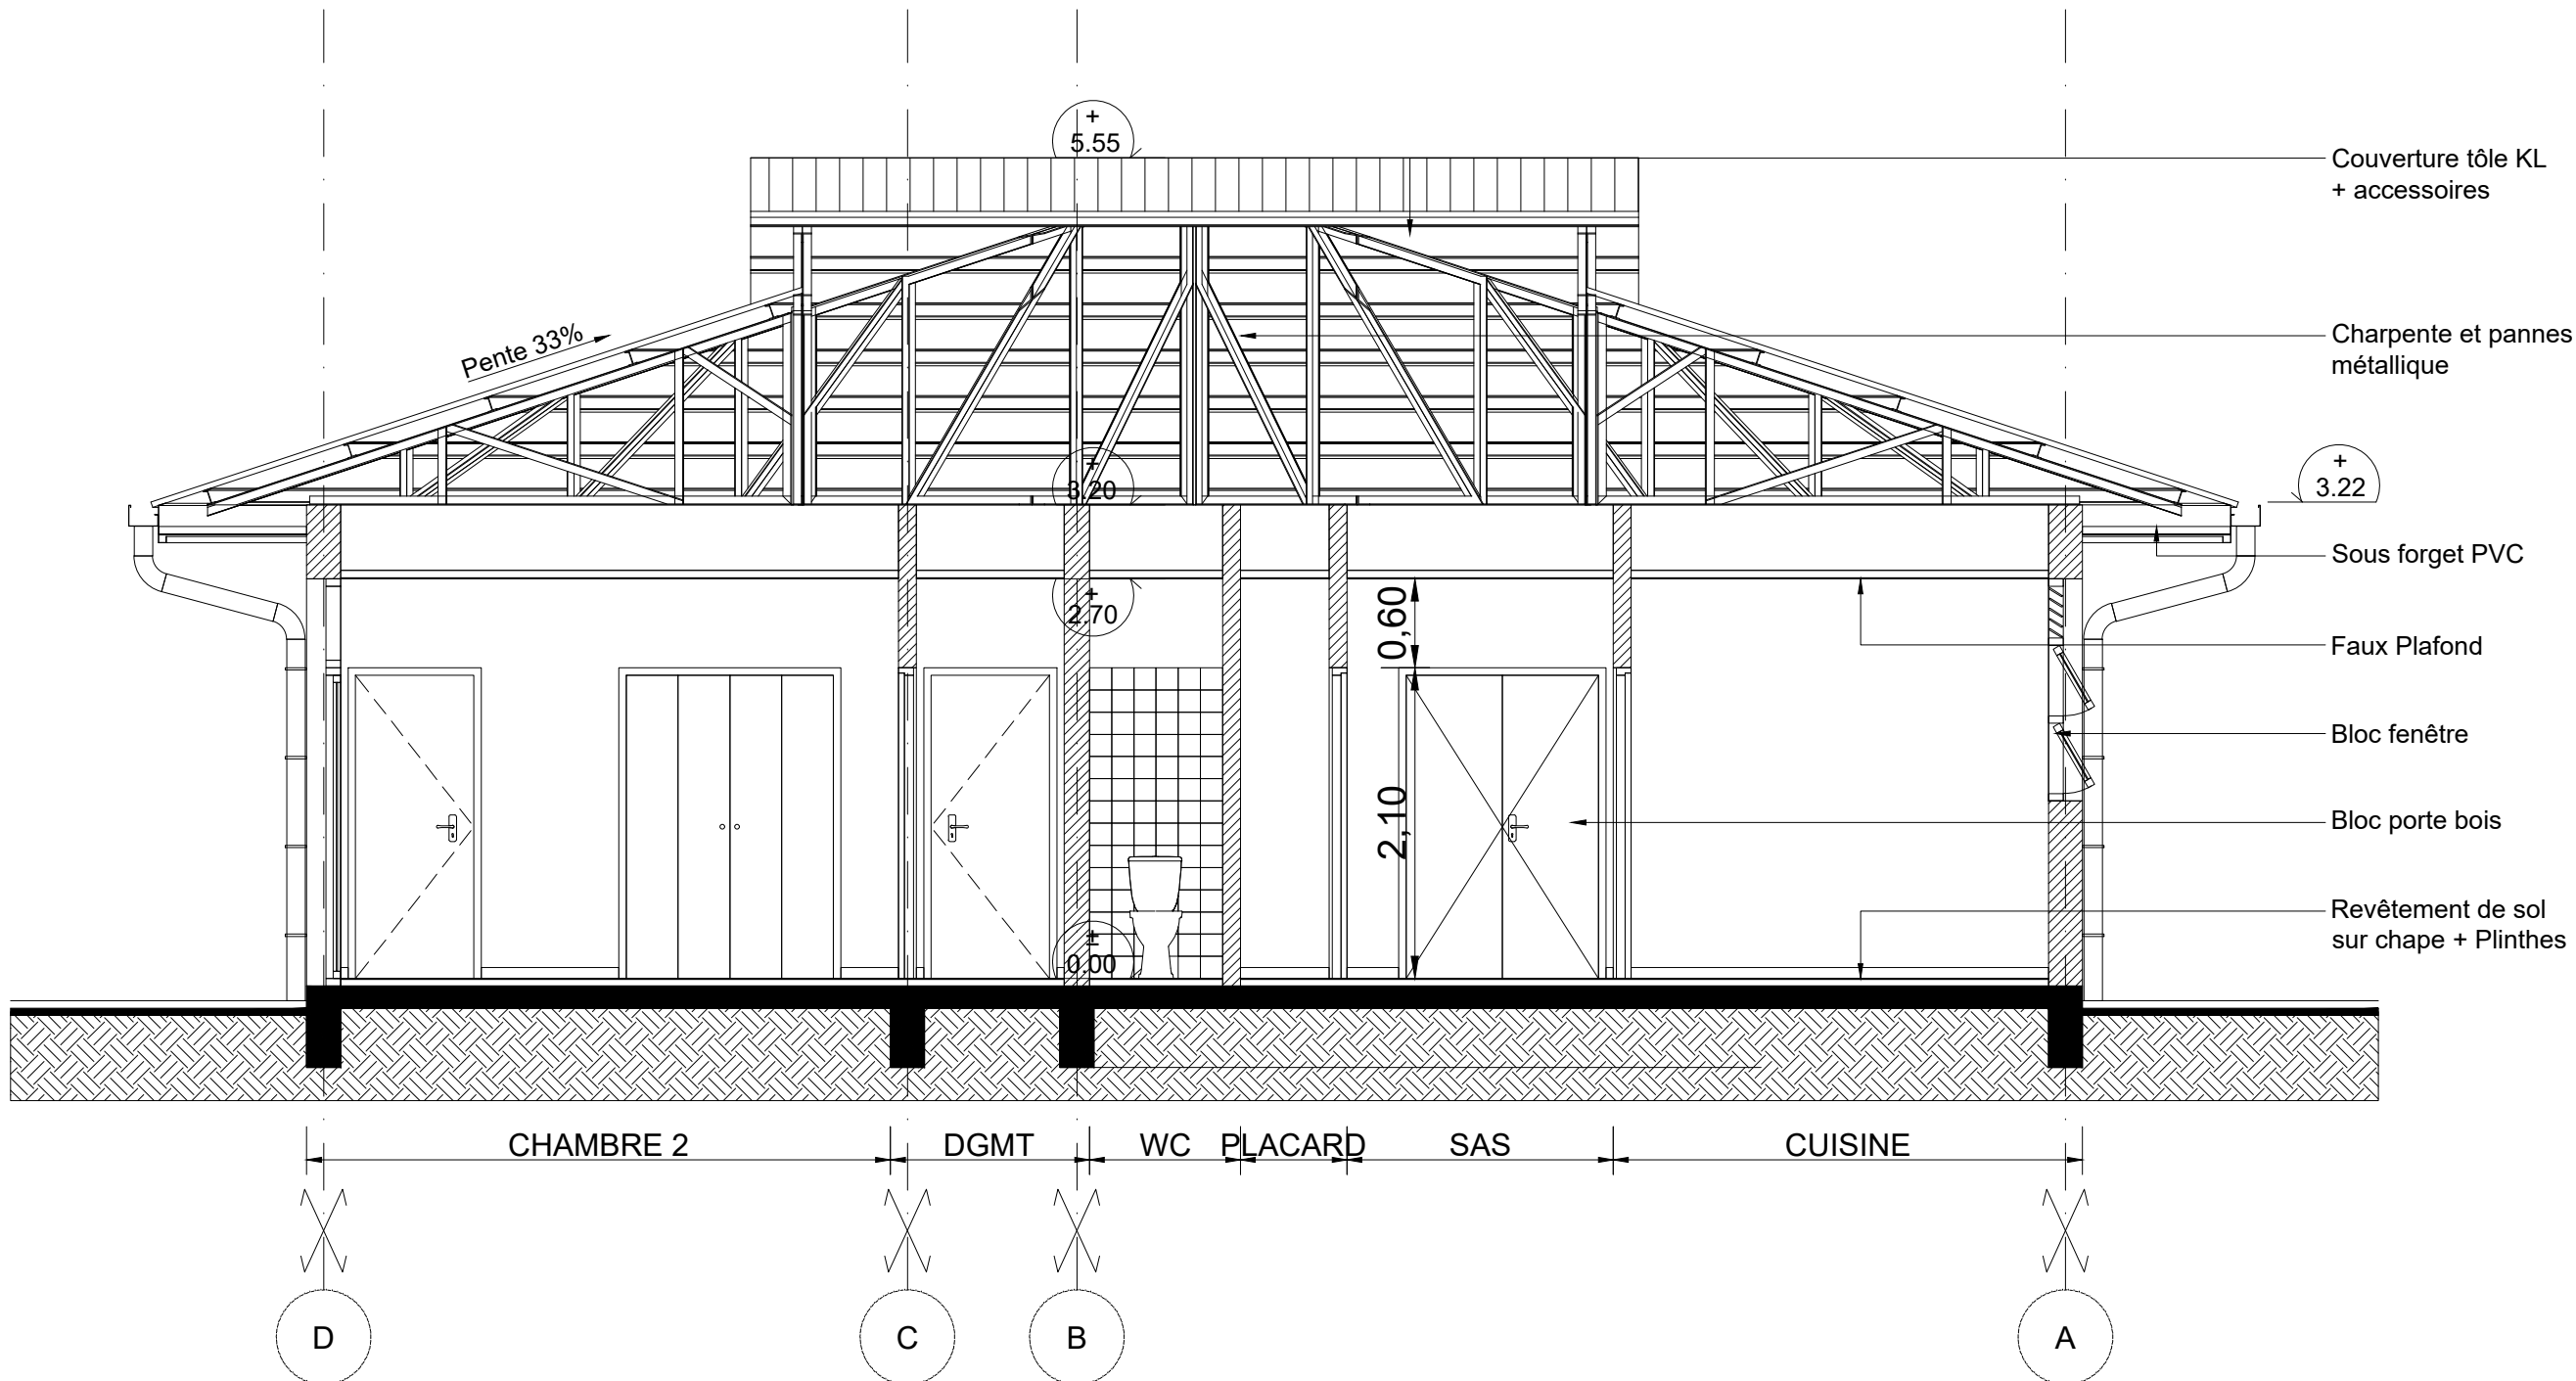 +
5.55
Couverture tôle KL
+ accessoires
Pente 33%
Charpente et pannes
métallique
+
3.20
+
3.22
Sous forget PVC
+
2.70
0,60
Faux Plafond
Bloc fenêtre
2,10
Bloc porte bois
Revêtement de sol
sur chape + Plinthes
±
0.00
CHAMBRE 2
DGMT
WC
PLACARD
SAS
CUISINE
D
C
B
A